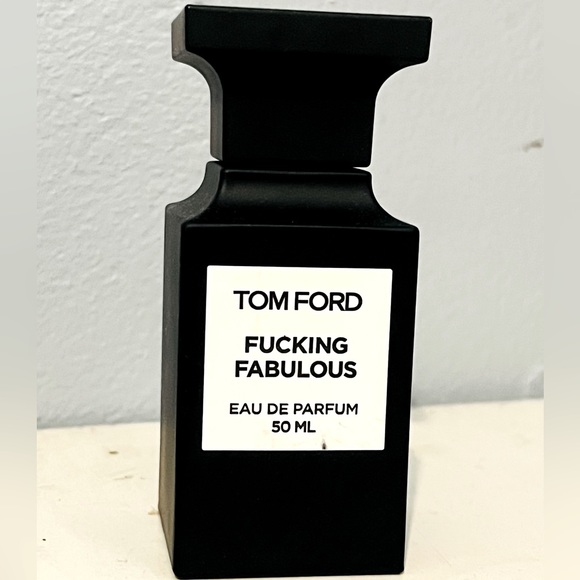 TOM FORD
FUCKING
FABULOUS
EAU DE PARFUM
50 ML